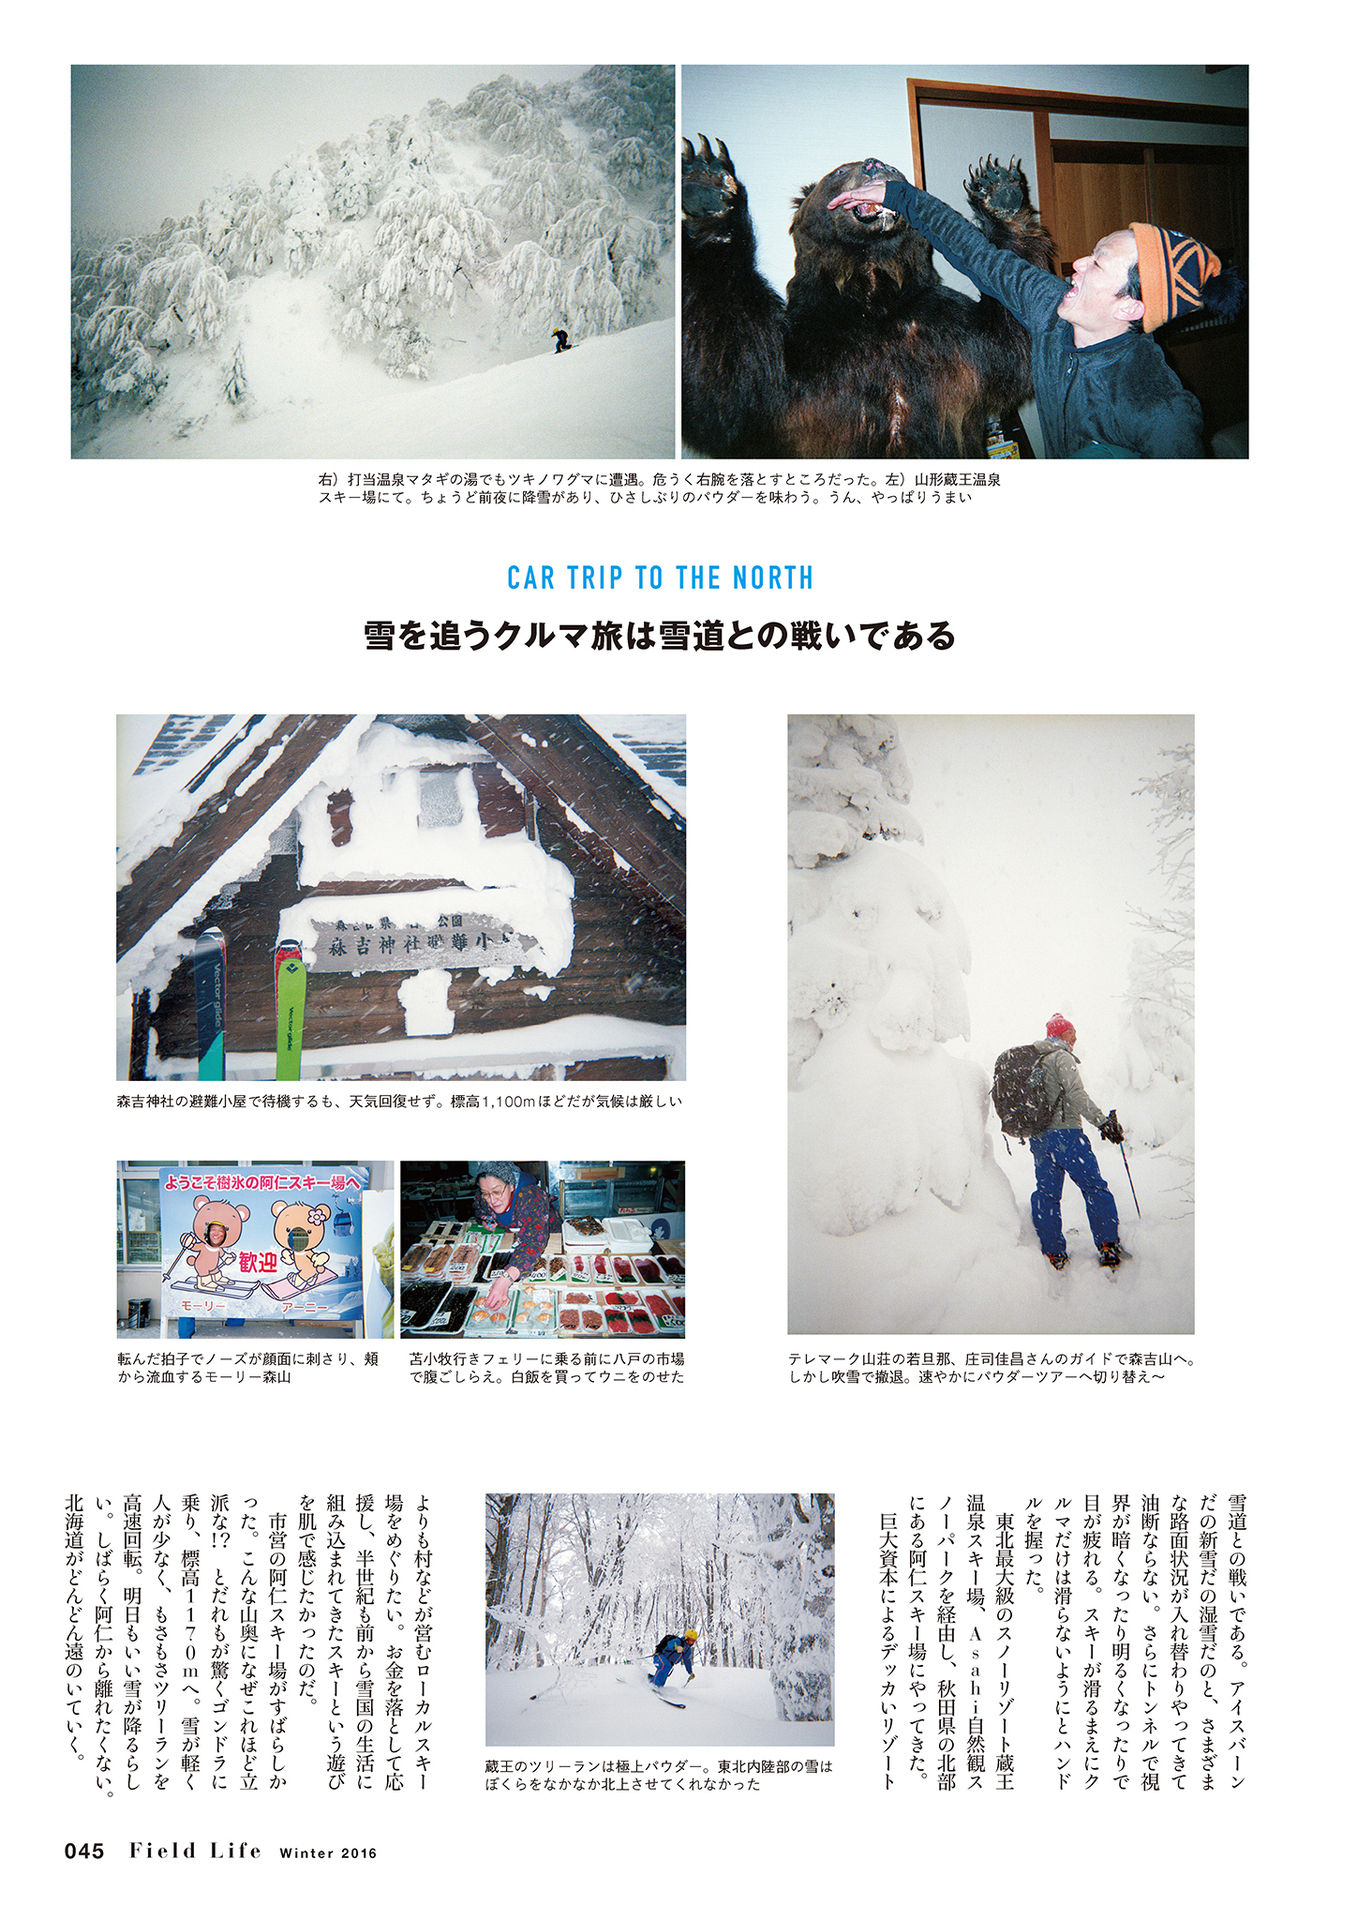 右）打当温泉マタギの湯でもツキノワグマに遭遇。危うく右腕を落とすところだった。左）山形蔵王温泉
スキー場にて。ちょうど前夜に降雪があり、ひさしぶりのパウダーを味わう。うん、やっぱりうまい
CAR TRIP TO THE NORTH
雪を追うクルマ旅は雪道との戦いである
公園
森吉神社避難小
Vector glide
Vector glide
森吉神社の避難小屋で待機するも、天気回復せず。標高1,100mほどだが気候は厳しい
ようこそ樹氷の阿仁スキー場へ
歓迎
モーリー
アーニー
転んだ拍子でノーズが顔面に刺さり、頬
から流血するモーリー森山
苫小牧行きフェリーに乗る前に八戸の市場
で腹ごしらえ。白飯を買ってウニをのせた
テレマーク山荘の若旦那、庄司佳昌さんのガイドで森吉山へ。
しかし吹雪で撤退。速やかにパウダーツアーへ切り替え〜
雪道との戦いである。アイスバーン
だの新雪だの湿雪だのと、さまざま
な路面状況が入れ替わりやってきて
油断ならない。さらにトンネルで視
界が暗くなったり明るくなったりで
目が疲れる。スキーが滑るまえにク
ルマだけは滑らないようにとハンド
ルを握った。
東北最大級のスノーリゾート蔵王
温泉スキー場、Asahi自然観ス
ノーパークを経由し、秋田県の北部
にある阿仁スキー場にやってきた。
巨大資本によるデッカいリゾート
よりも村などが営むローカルスキー
場をめぐりたい。お金を落として応
援し、半世紀も前から雪国の生活に
組み込まれてきたスキーという遊び
を肌で感じたかったのだ。
市営の阿仁スキー場がすばらしか
った。こんな山奥になぜこれほど立
派な!?　とだれもが驚くゴンドラに
乗り、標高1170mへ。雪が軽く
人が少なく、もさもさツリーランを
高速回転。明日もいい雪が降るらし
い。しばらく阿仁から離れたくない。
北海道がどんどん遠のいていく。
蔵王のツリーランは極上パウダー。東北内陸部の雪は
ぼくらをなかなか北上させてくれなかった
045 Field Life Winter 2016